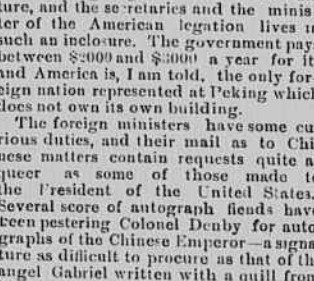 ture, and the secretaries and the minis
ter of the American legation lives in
such an inclosure. The government pay
between $2000 and $3000 a year for it
and America is, I am told, the only for
eign nation represented at Peking which
does not own its own building.
The foreign ministers have some cu
rious duties, and their mail as to Chi
nese matters contain requests quite a
queer as some of those made to
the President of the United States.
Several score of autograph fiends have
been pestering Colonel Denby for auto
graphs of the Chinese Emperor—a signa
ture as difficult to procure as that of th
angel Gabriel written with a quill from